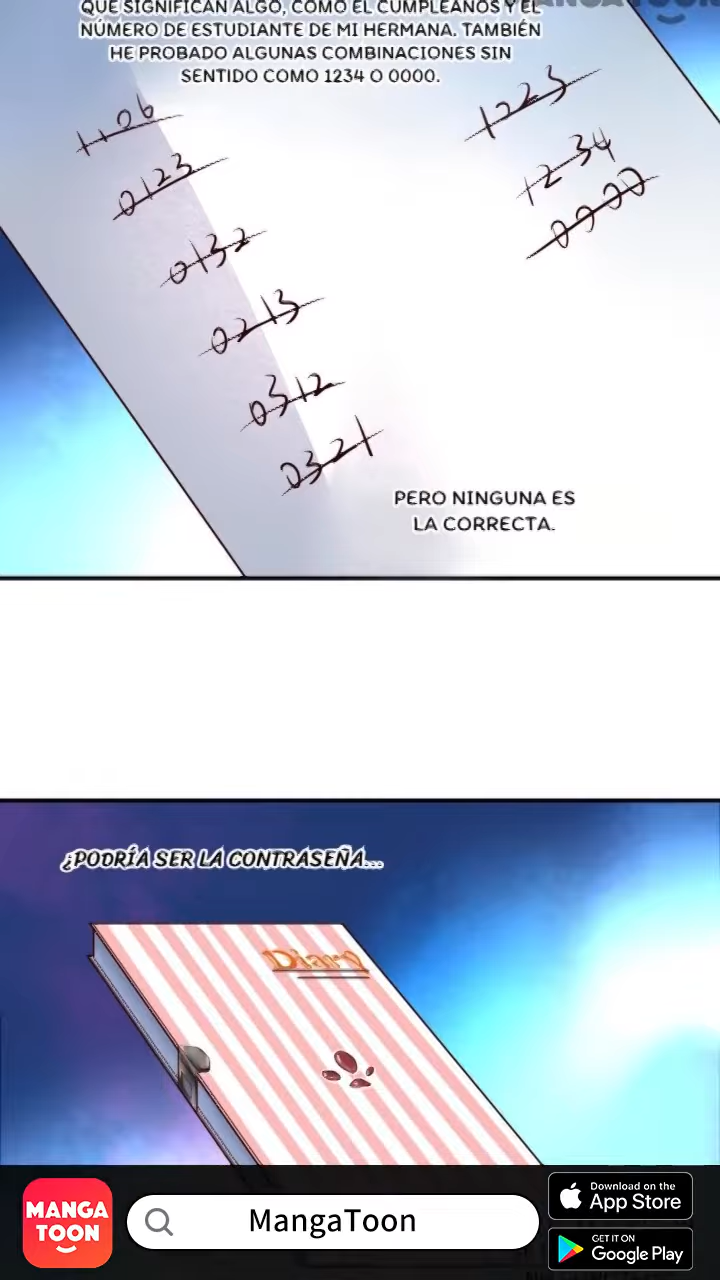 MANGATOON
QUE SIGNIFICAN ALGO, COMO EL CUMPLEAÑOS Y EL
NÚMERO DE ESTUDIANTE DE MI HERMANA. TAMBIÉN
HE PROBADO ALGUNAS COMBINACIONES SIN
SENTIDO COMO 1234 O 0000.
1106
0123
0132
0213
0312
0321
1223
1234
0000
PERO NINGUNA ES
LA CORRECTA.
¿PODRÍA SER LA CONTRASEÑA...
Diary
MANGA
TOON
MangaToon
Download on the
App Store
GET IT ON
Google Play